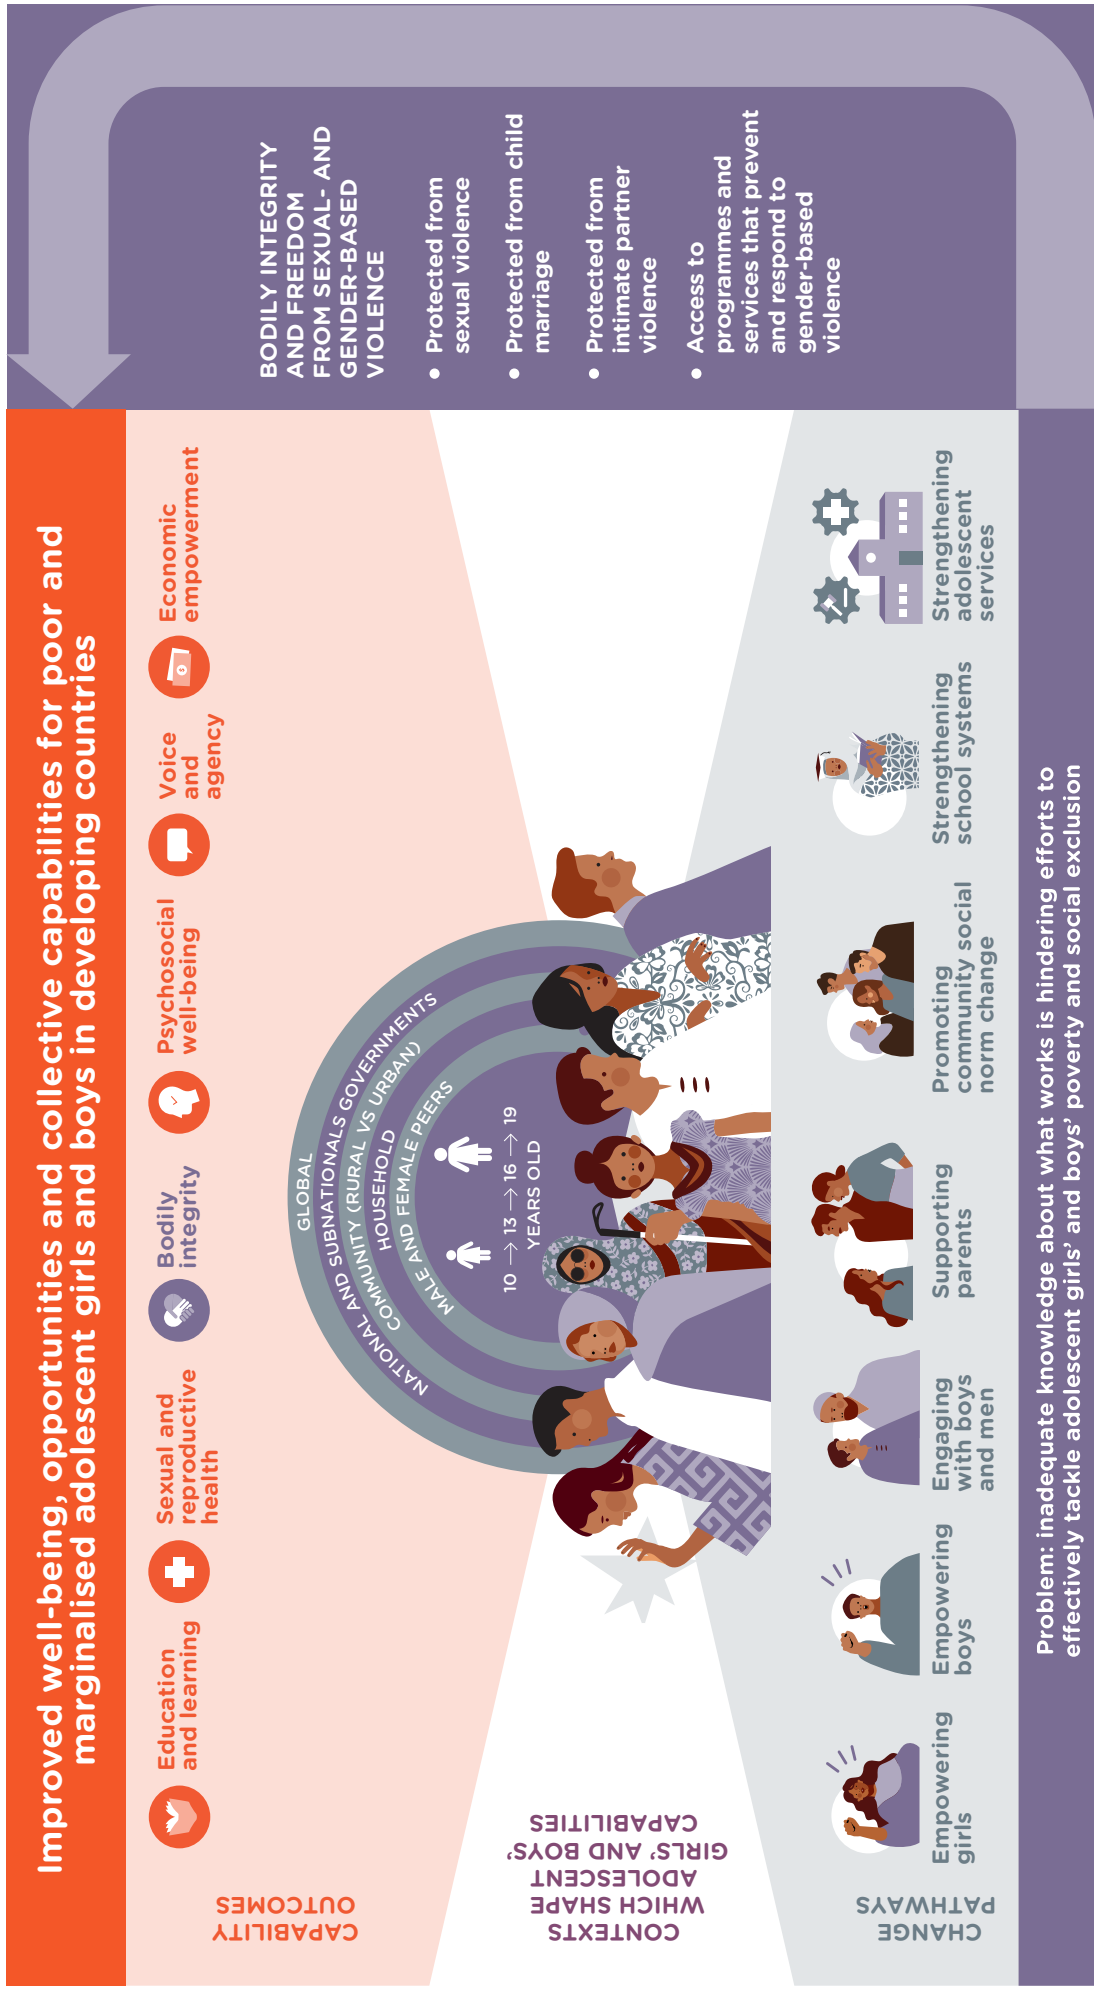 Improved well-being, opportunities and collective capabilities for poor and
marginalised adolescent girls and boys in developing countries
CAPABILITY
OUTCOMES
Education
and learning
Sexual and
reproductive
health
Bodily
integrity
Psychosocial
well-being
Voice
and
agency
Economic
empowerment
CONTEXTS
WHICH SHAPE
ADOLESCENT
GIRLS’ AND BOYS’
CAPABILITIES
GLOBAL
NATIONAL AND SUBNATIONALS GOVERNMENTS
COMMUNITY (RURAL VS URBAN)
HOUSEHOLD
MALE AND FEMALE PEERS
10 → 13 → 16 → 19
YEARS OLD
CHANGE
PATHWAYS
Empowering
girls
Empowering
boys
Engaging
with boys
and men
Supporting
parents
Promoting
community social
norm change
Strengthening
school systems
Strengthening
adolescent
services
Problem: inadequate knowledge about what works is hindering efforts to
effectively tackle adolescent girls’ and boys’ poverty and social exclusion
BODILY INTEGRITY
AND FREEDOM
FROM SEXUAL- AND
GENDER-BASED
VIOLENCE
• Protected from
sexual violence
• Protected from child
marriage
• Protected from
intimate partner
violence
• Access to
programmes and
services that prevent
and respond to
gender-based
violence